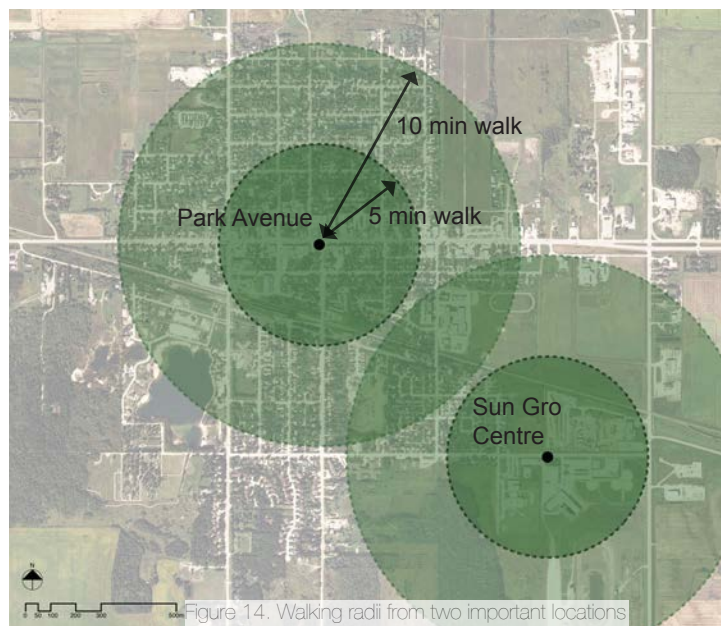 10 min walk
Park Avenue
5 min walk
Sun Gro
Centre
N
0 50 100 200 300 500m
Figure 14. Walking radii from two important locations